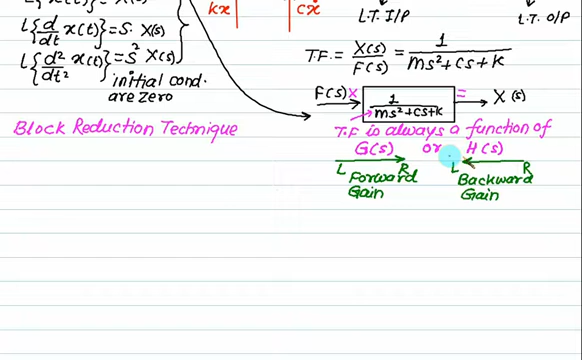 kx cẋ
L.T. I/P L.T. O/P
L{d/dt x(t)} = S. X(s)
L{d²/dt² x(t)} = S² X(s)
initial cond.
are zero
T.F. = X(s)/F(s) = 1/(ms²+cs+k)
F(s) × 1/(ms²+cs+k) = X(s)
Block Reduction Technique
T.F is always a function of
G(s) or H(s)
L R L R
Forward Gain
Backward Gain